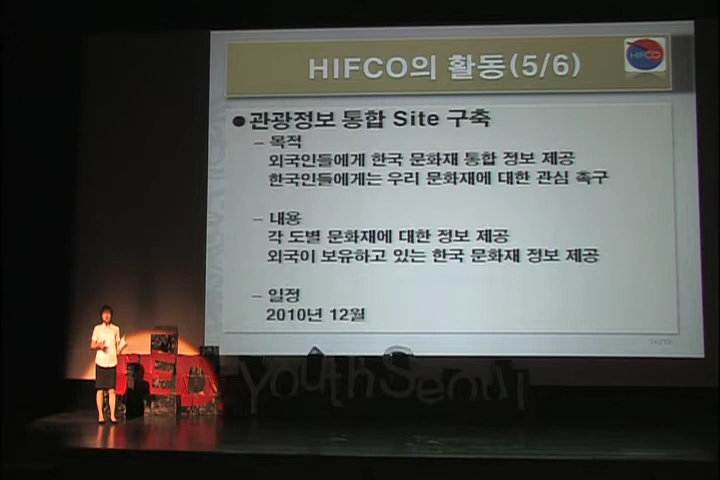 HIFCO의 활동(5/6)
HIFCO
●관광정보 통합 Site 구축
– 목적
외국인들에게 한국 문화재 통합 정보 제공
한국인들에게는 우리 문화재에 대한 관심 촉구
– 내용
각 도별 문화재에 대한 정보 제공
외국이 보유하고 있는 한국 문화재 정보 제공
– 일정
2010년 12월
TED
Youth Seoul